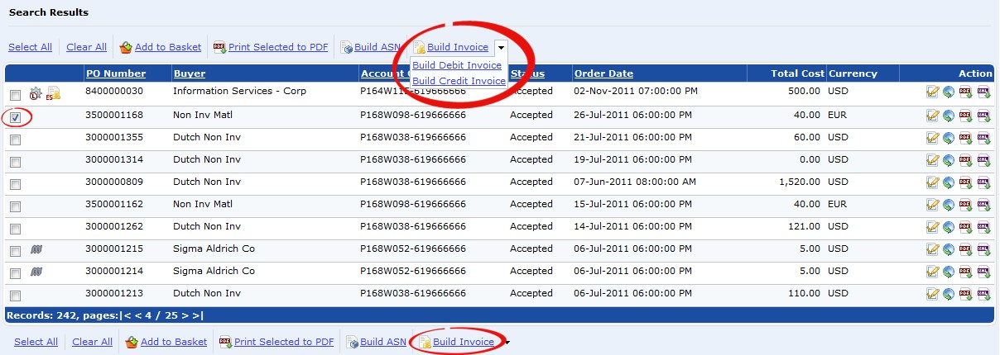 Search Results
Select All Clear All Add to Basket Print Selected to PDF Build ASN Build Invoice
Build Debit Invoice
Build Credit Invoice
PO Number Buyer Account Status Order Date Total Cost Currency Action
8400000030 Information Services - Corp 02-Nov-2011 07:00:00 PM 500.00 USD
3500001168 Non Inv Matl P168W098-619666666 Accepted 26-Jul-2011 06:00:00 PM 40.00 EUR
3000001355 Dutch Non Inv P168W038-619666666 Accepted 21-Jul-2011 06:00:00 PM 60.00 USD
3000001314 Dutch Non Inv P168W038-619666666 Accepted 19-Jul-2011 06:00:00 PM 0.00 USD
3000000809 Dutch Non Inv P168W038-619666666 Accepted 07-Jun-2011 08:00:00 AM 1,520.00 USD
3500001162 Non Inv Matl P168W098-619666666 Accepted 15-Jul-2011 06:00:00 PM 40.00 EUR
3000001262 Dutch Non Inv P168W038-619666666 Accepted 14-Jul-2011 06:00:00 PM 121.00 USD
3000001215 Sigma Aldrich Co P168W052-619666666 Accepted 06-Jul-2011 06:00:00 PM 5.00 USD
3000001214 Sigma Aldrich Co P168W052-619666666 Accepted 06-Jul-2011 06:00:00 PM 5.00 USD
3000001213 Dutch Non Inv P168W038-619666666 Accepted 06-Jul-2011 06:00:00 PM 110.00 USD
Records: 242, pages:|< < 4 / 25 > >|
Select All Clear All Add to Basket Print Selected to PDF Build ASN Build Invoice